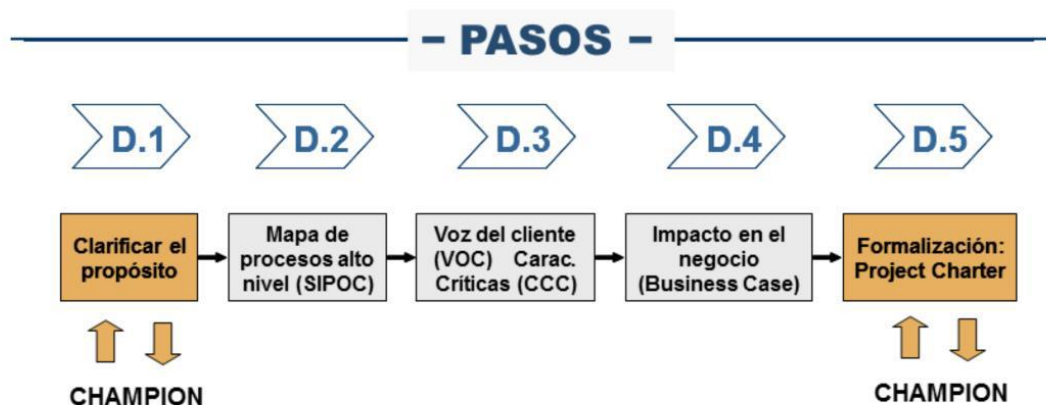 – PASOS –
D.1
D.2
D.3
D.4
D.5
Clarificar el
propósito
Mapa de
procesos alto
nivel (SIPOC)
Voz del cliente
(VOC) Carac.
Críticas (CCC)
Impacto en el
negocio
(Business Case)
Formalización:
Project Charter
CHAMPION
CHAMPION